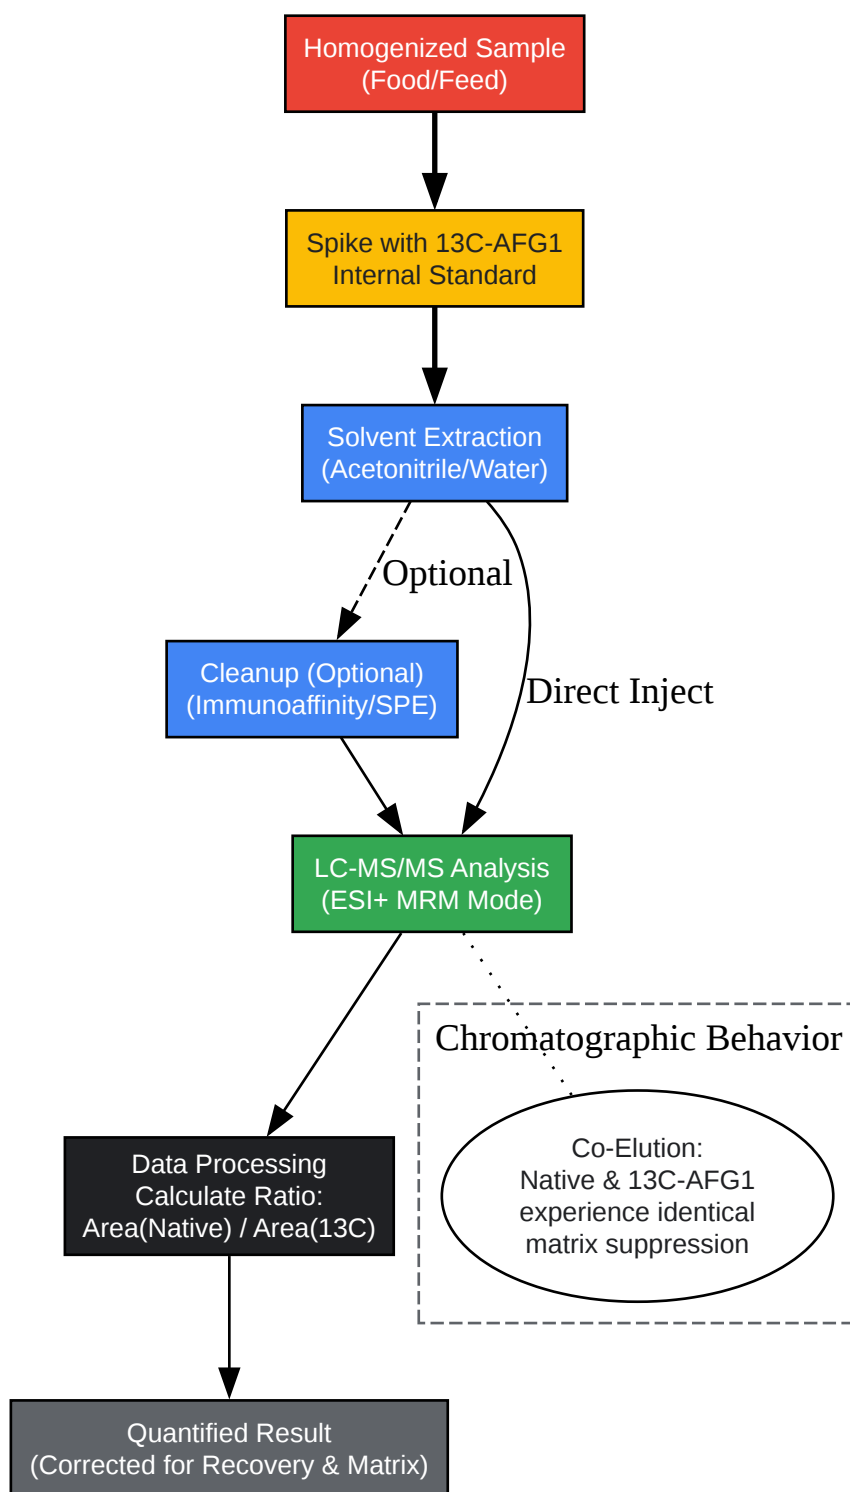 Homogenized Sample
(Food/Feed)
Spike with 13C-AFG1
Internal Standard
Solvent Extraction
(Acetonitrile/Water)
Optional
Cleanup (Optional)
(Immunoaffinity/SPE)
Direct Inject
LC-MS/MS Analysis
(ESI+ MRM Mode)
Chromatographic Behavior
Co-Elution:
Native & 13C-AFG1
experience identical
matrix suppression
Data Processing
Calculate Ratio:
Area(Native) / Area(13C)
Quantified Result
(Corrected for Recovery & Matrix)